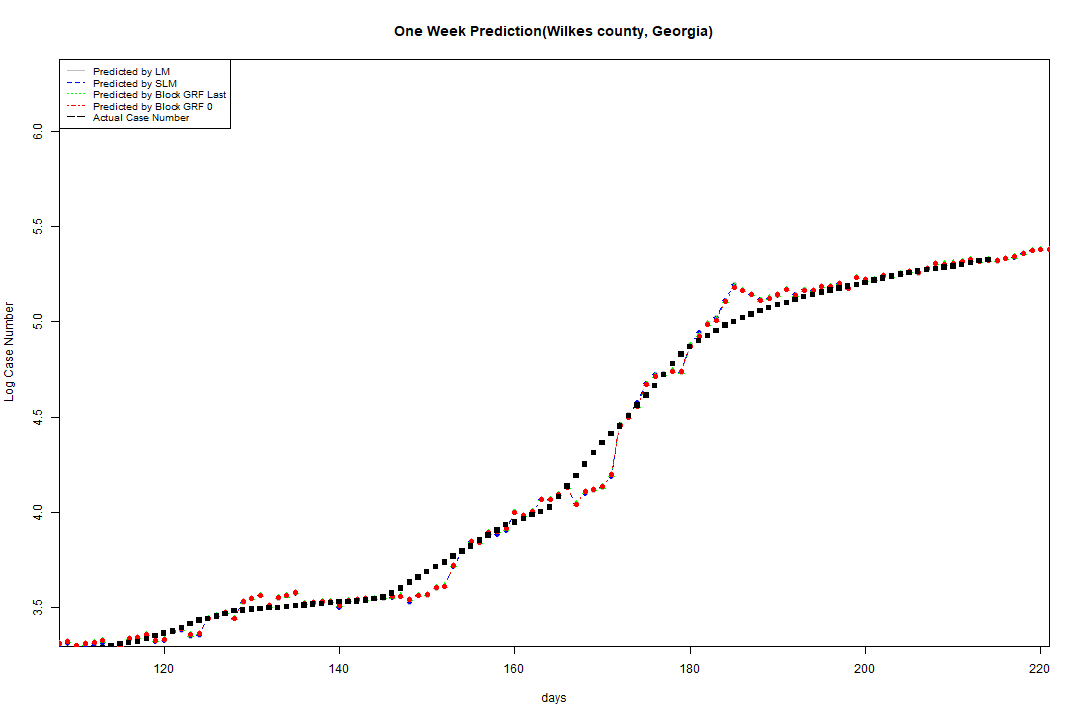 One Week Prediction(Wilkes county, Georgia)
Predicted by LM
Predicted by SLM
Predicted by Block GRF Last
Predicted by Block GRF 0
Actual Case Number
6.0
5.5
5.0
4.5
4.0
3.5
Log Case Number
120 140 160 180 200 220
days